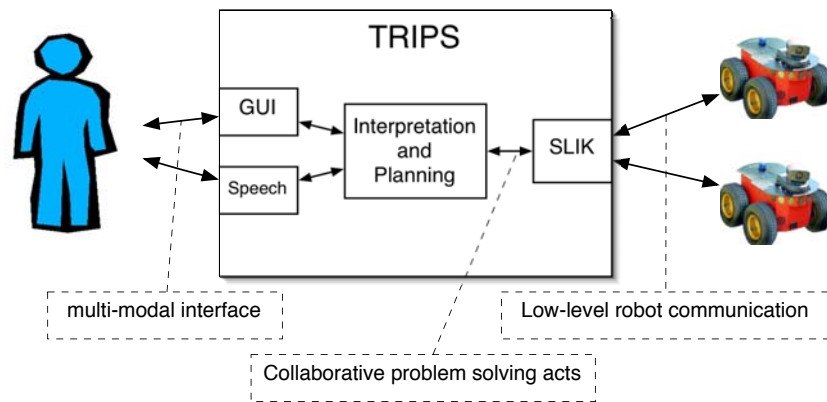 TRIPS
GUI
Speech
Interpretation
and
Planning
SLIK
multi-modal interface
Low-level robot communication
Collaborative problem solving acts